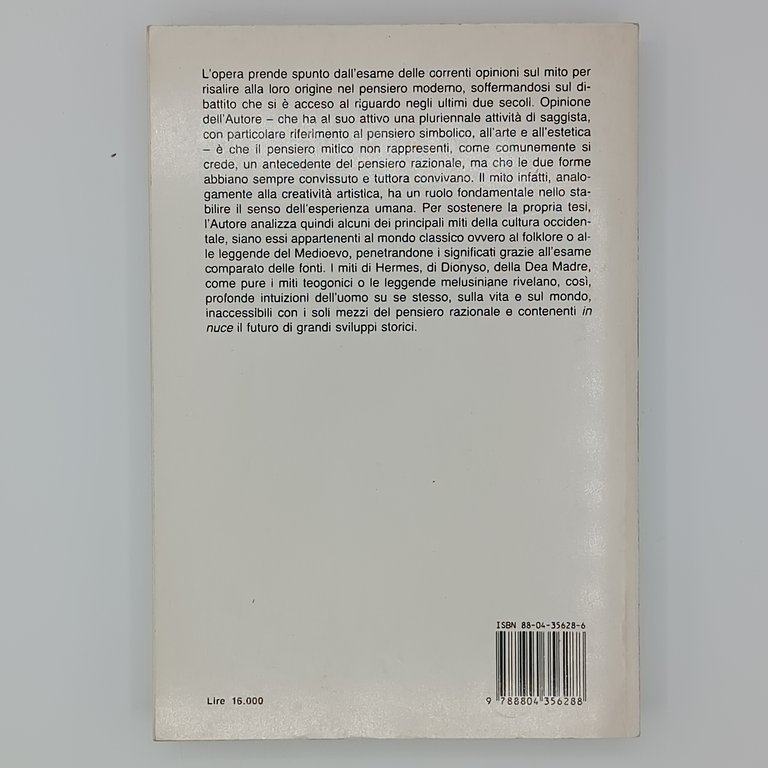 L'opera prende spunto dall'esame delle correnti opinioni sul mito per
risalire alla loro origine nel pensiero moderno, soffermandosi sul di-
battito che si è acceso al riguardo negli ultimi due secoli. Opinione
dell'Autore – che ha al suo attivo una pluriennale attività di saggista,
con particolare riferimento al pensiero simbolico, all'arte e all'estetica
– è che il pensiero mitico non rappresenti, come comunemente si
crede, un antecedente del pensiero razionale, ma che le due forme
abbiano sempre convissuto e tuttora convivano. Il mito infatti, analo-
gamente alla creatività artistica, ha un ruolo fondamentale nello sta-
bilire il senso dell'esperienza umana. Per sostenere la propria tesi,
l'Autore analizza quindi alcuni dei principali miti della cultura occiden-
tale, siano essi appartenenti al mondo classico ovvero al folklore o al-
le leggende del Medioevo, penetrandone i significati grazie all'esame
comparato delle fonti. I miti di Hermes, di Dionyso, della Dea Madre,
come pure i miti teogonici o le leggende melusiniane rivelano, così,
profonde intuizioni dell'uomo su se stesso, sulla vita e sul mondo,
inaccessibili con i soli mezzi del pensiero razionale e contenenti in
nuce il futuro di grandi sviluppi storici.
ISBN 88-04-35628-6
Lire 16.000
9 788804 356288